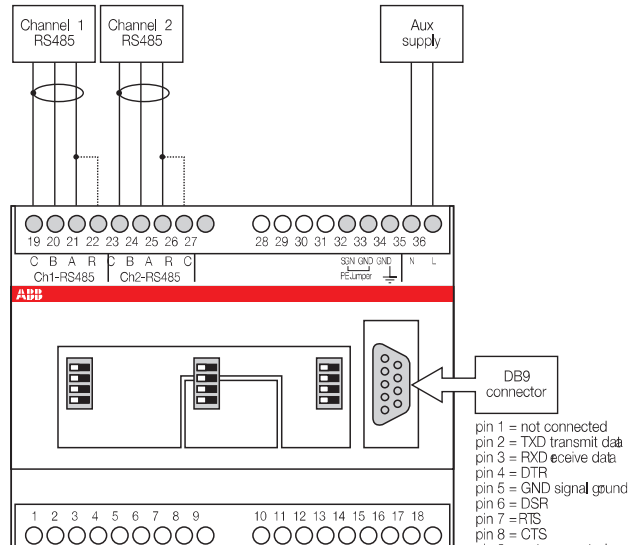 Channel 1
RS485
Channel 2
RS485
Aux
supply
19 20 21 22 23 24 25 26 27 28 29 30 31 32 33 34 35 36
C B A R C B A R C SGN GND GND N L
Ch1-RS485 Ch2-RS485 PEJumper
ABB
DB9
connector
pin 1 = not connected
pin 2 = TXD transmit data
pin 3 = RXD eceive data
pin 4 = DTR
pin 5 = GND signal gound
pin 6 = DSR
pin 7 =RTS
pin 8 = CTS
1 2 3 4 5 6 7 8 9 10 11 12 13 14 15 16 17 18